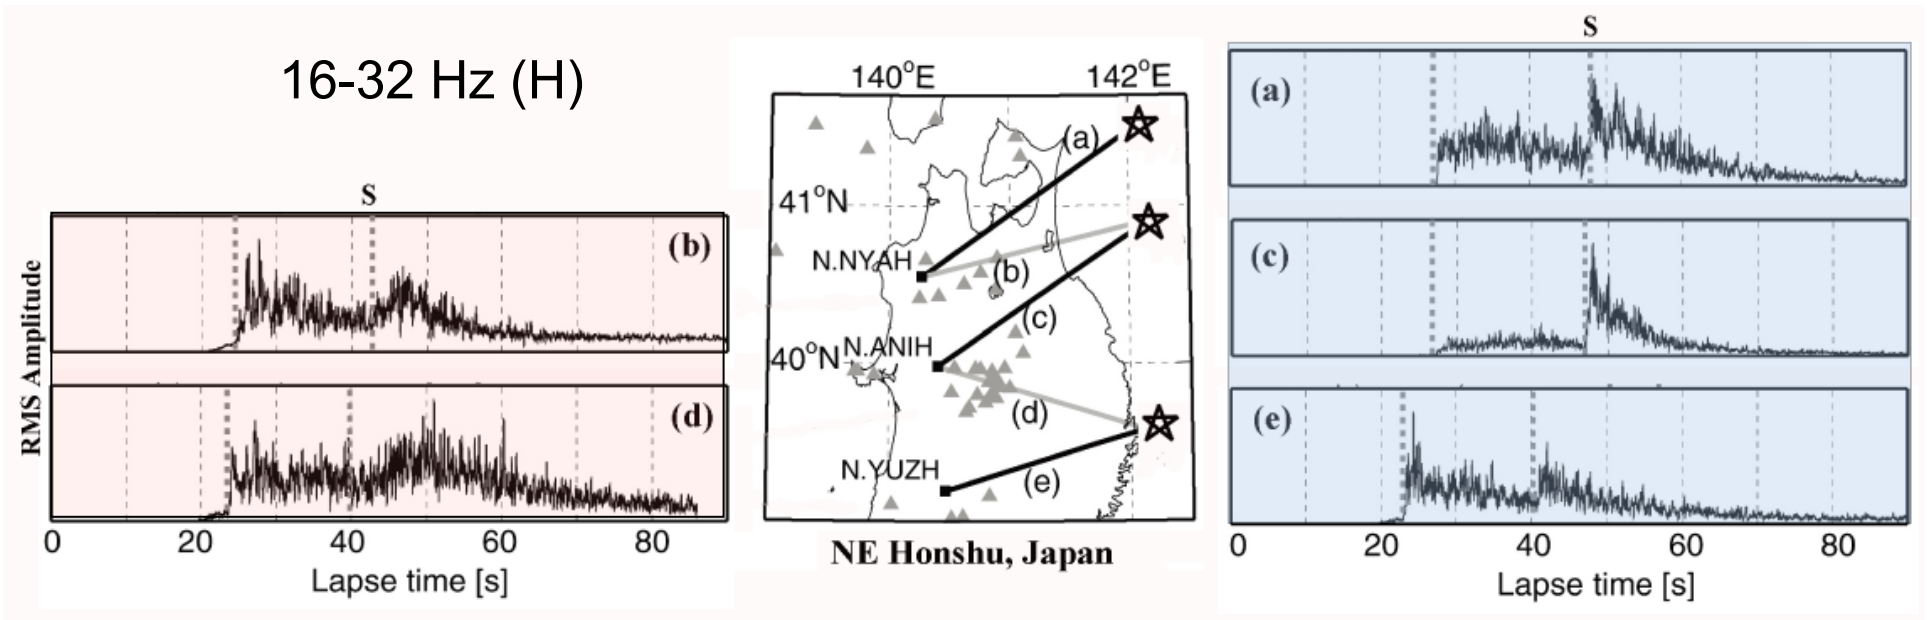 16-32 Hz (H)
S
(b)
(d)
RMS Amplitude
0 20 40 60 80
Lapse time [s]
140°E 142°E
41°N
40°N
(a)
N.NYAH
(b)
(c)
N.ANIH
(d)
N.YUZH
(e)
NE Honshu, Japan
S
(a)
(c)
(e)
0 20 40 60 80
Lapse time [s]